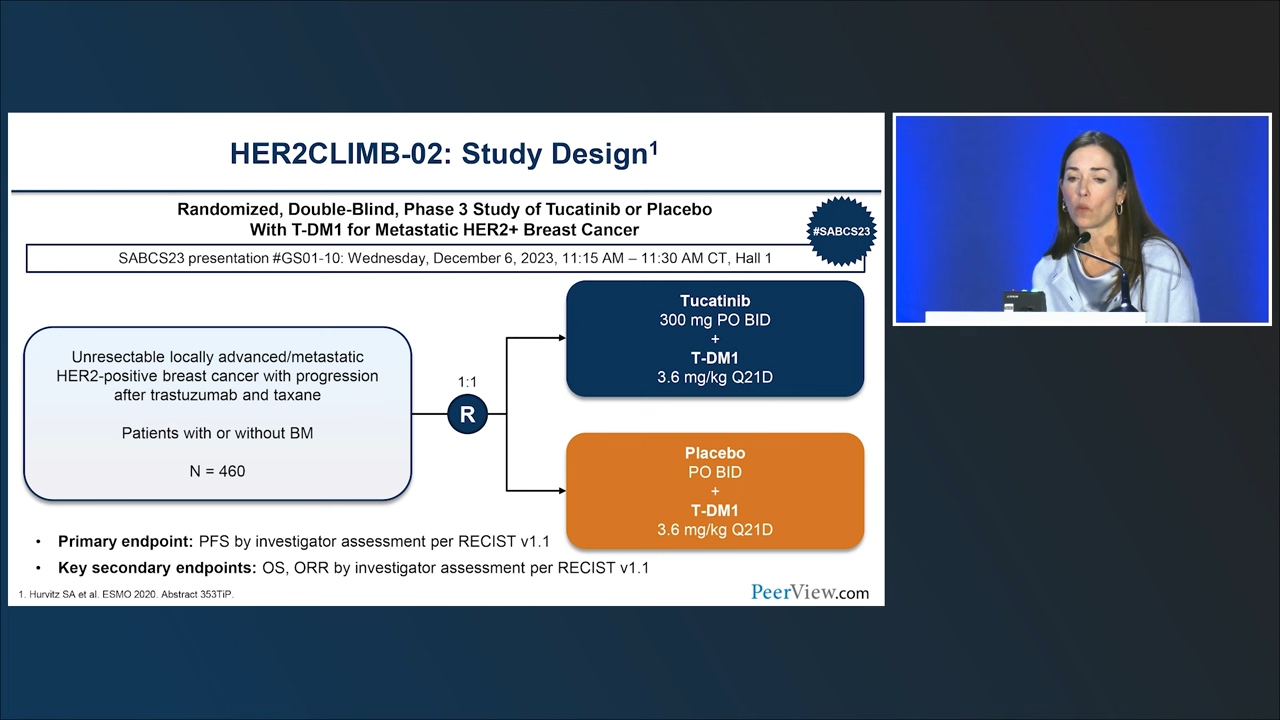 HER2CLIMB-02: Study Design¹
Randomized, Double-Blind, Phase 3 Study of Tucatinib or Placebo
With T-DM1 for Metastatic HER2+ Breast Cancer
#SABCS23
SABCS23 presentation #GS01-10: Wednesday, December 6, 2023, 11:15 AM – 11:30 AM CT, Hall 1
Unresectable locally advanced/metastatic
HER2-positive breast cancer with progression
after trastuzumab and taxane
Patients with or without BM
N = 460
1:1
R
Tucatinib
300 mg PO BID
+
T-DM1
3.6 mg/kg Q21D
Placebo
PO BID
+
T-DM1
3.6 mg/kg Q21D
• Primary endpoint: PFS by investigator assessment per RECIST v1.1
• Key secondary endpoints: OS, ORR by investigator assessment per RECIST v1.1
1. Hurvitz SA et al. ESMO 2020. Abstract 353TiP.
PeerView.com